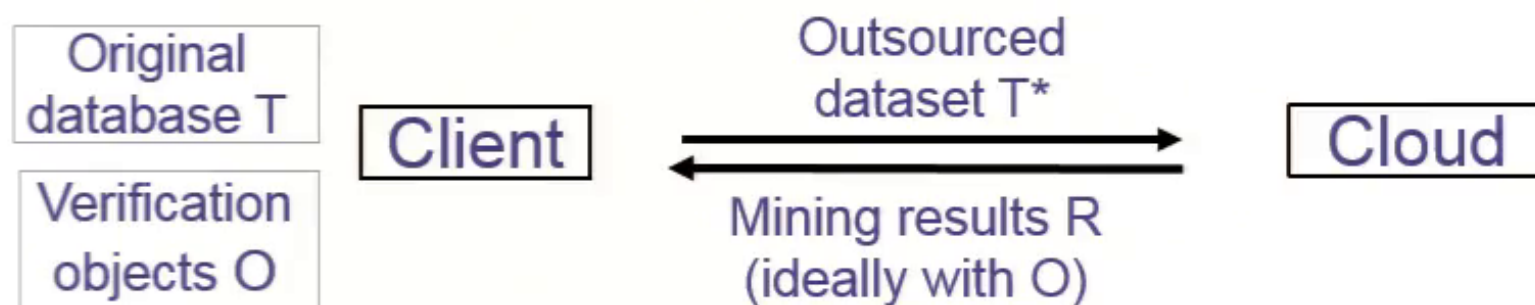 Original
database T
Verification
objects O
Client
Outsourced
dataset T*
Mining results R
(ideally with O)
Cloud